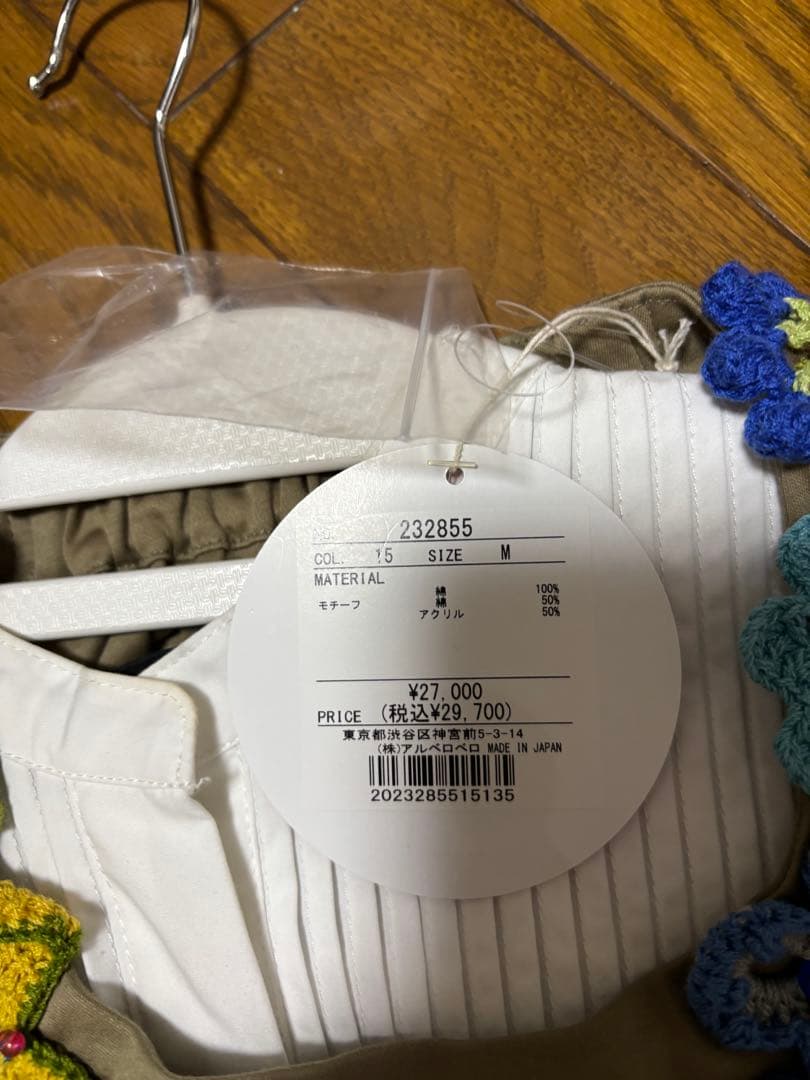 NO. 232855
COL. 15 SIZE M
MATERIAL
綿 100%
モチーフ 綿 50%
アクリル 50%
¥27,000
PRICE (税込¥29,700)
東京都渋谷区神宮前5-3-14
(株)アルベロベロ MADE IN JAPAN
2023285515135